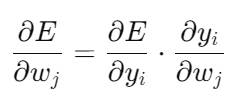 ∂E/∂w_j = ∂E/∂y_i · ∂y_i/∂w_j